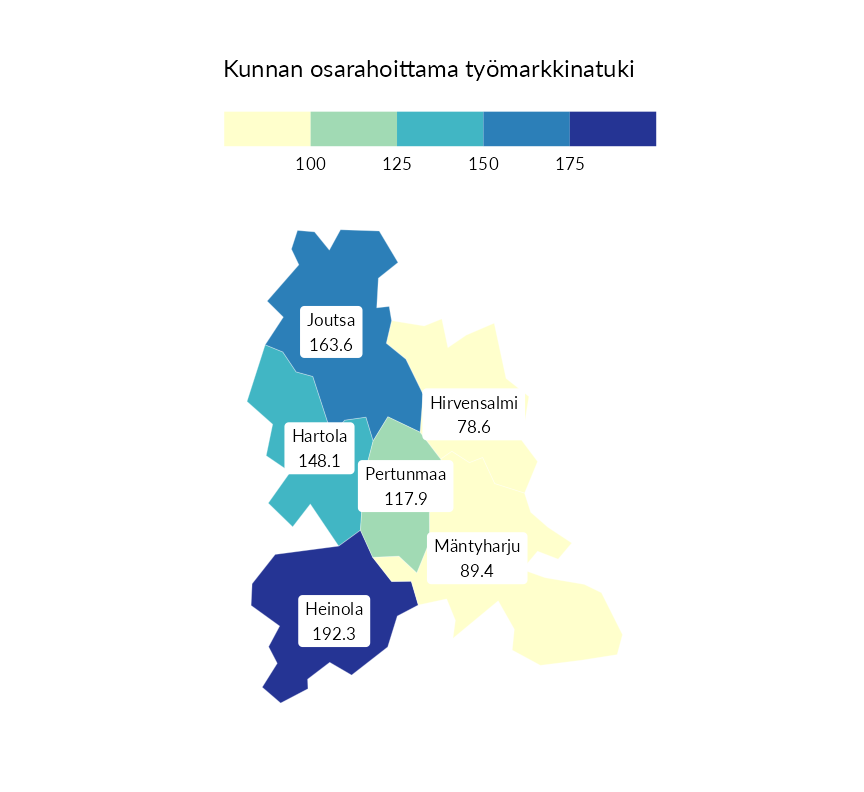 Kunnan osarahoittama työmarkkinatuki
100 125 150 175
Joutsa
163.6
Hirvensalmi
78.6
Hartola
148.1
Pertunmaa
117.9
Mäntyharju
89.4
Heinola
192.3